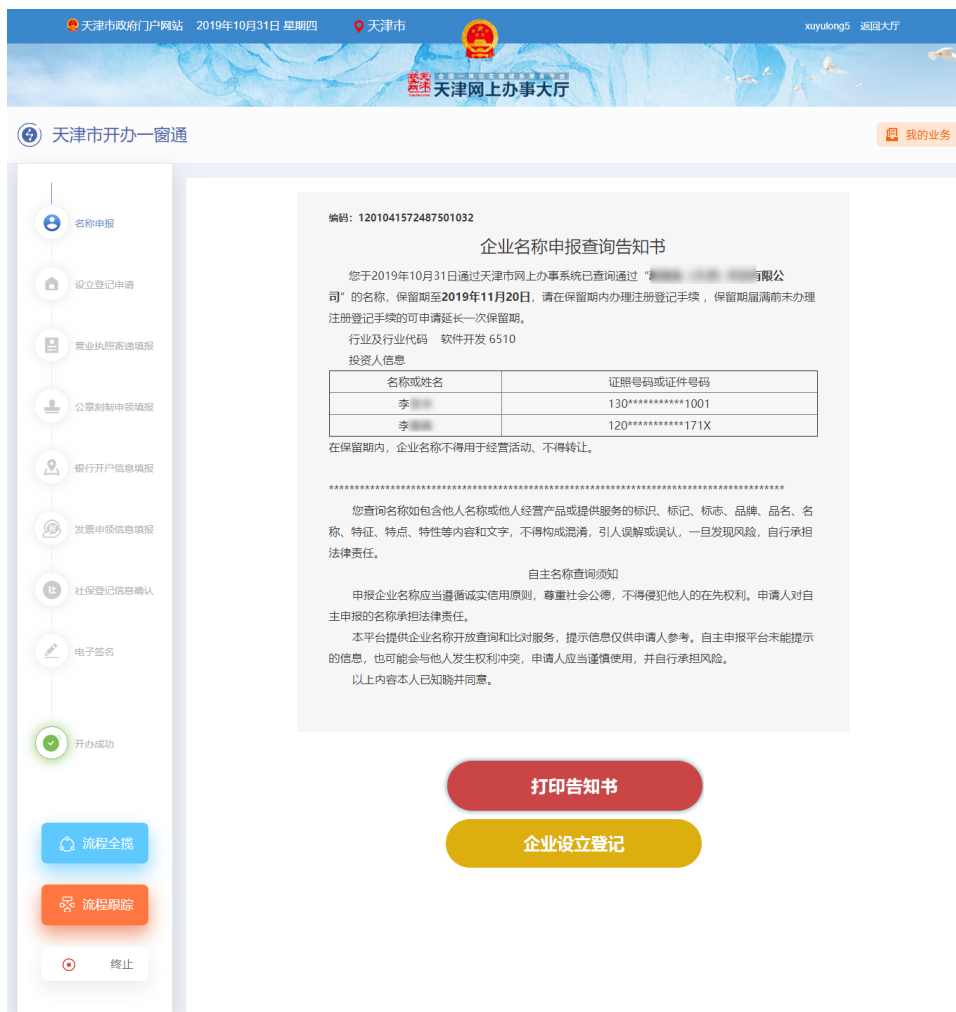 天津市政府门户网站 2019年10月31日 星期四 天津市 xuyulong5 返回大厅
全国一体化在线政务服务平台
天津网上办事大厅
天津市开办一窗通 我的业务
名称申报
设立登记申请
营业执照寄递填报
公章刻制申领填报
银行开户信息填报
发票申领信息填报
社保登记信息确认
电子签名
开办成功
流程全揽
流程跟踪
终止
编码：1201041572487501032
企业名称申报查询告知书
您于2019年10月31日通过天津市网上办事系统已查询通过“有限公
司”的名称，保留期至2019年11月20日，请在保留期内办理注册登记手续 ，保留期届满前未办理
注册登记手续的可申请延长一次保留期。
行业及行业代码 软件开发 6510
投资人信息
名称或姓名 证照号码或证件号码
李 130***********1001
李 120***********171X
在保留期内，企业名称不得用于经营活动、不得转让。
******************************************************************************************
您查询名称如包含他人名称或他人经营产品或提供服务的标识、标记、标志、品牌、品名、名
称、特征、特点、特性等内容和文字，不得构成混淆，引人误解或误认，一旦发现风险，自行承担
法律责任。
自主名称查询须知
申报企业名称应当遵循诚实信用原则，尊重社会公德，不得侵犯他人的在先权利。申请人对自
主申报的名称承担法律责任。
本平台提供企业名称开放查询和比对服务，提示信息仅供申请人参考。自主申报平台未能提示
的信息，也可能会与他人发生权利冲突，申请人应当谨慎使用，并自行承担风险。
以上内容本人已知晓并同意。
打印告知书
企业设立登记